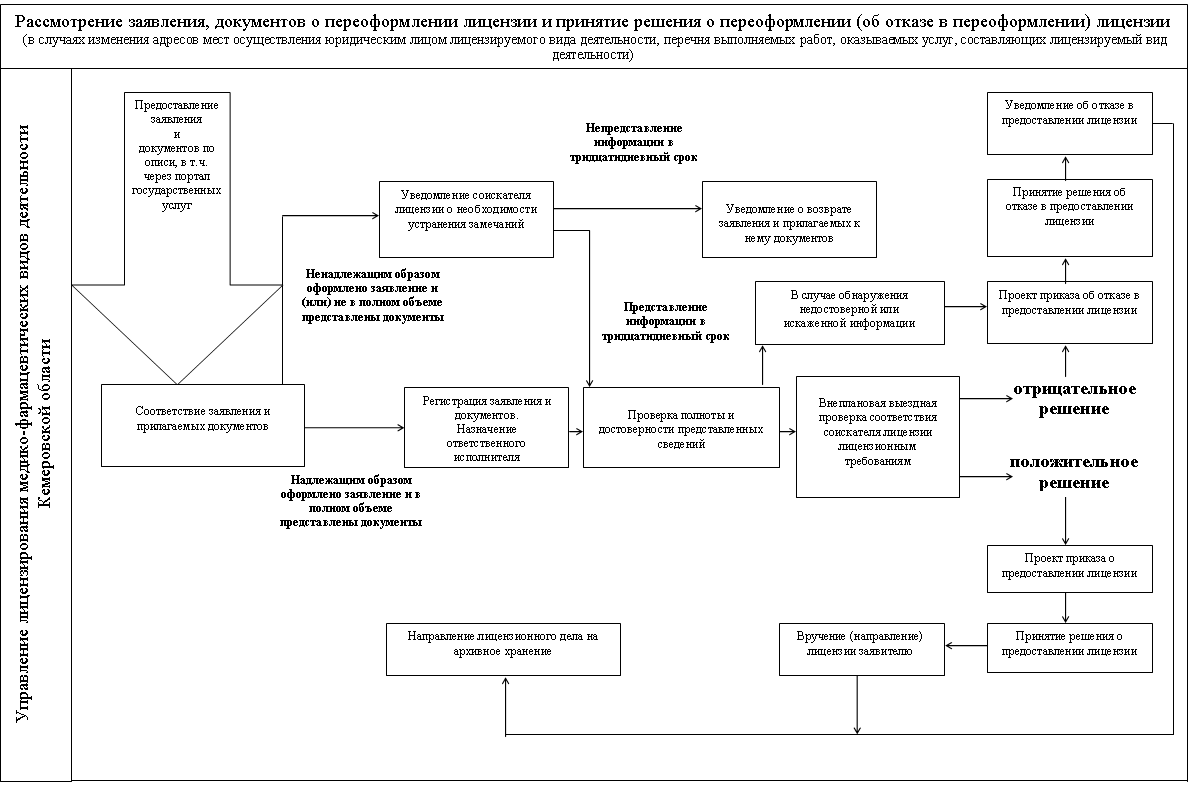 Рассмотрение заявления, документов о переоформлении лицензии и принятие решения о переоформлении (об отказе в переоформлении) лицензии
(в случаях изменения адресов мест осуществления юридическим лицом лицензируемого вида деятельности, перечня выполняемых работ, оказываемых услуг, составляющих лицензируемый вид
деятельности)
Управление лицензирования медико-фармацевтических видов деятельности
Кемеровской области
Предоставление
заявления
и
документов по
описи, в т.ч.
через портал
государственных
услуг
Непредставление
информации в
тридцатидневный срок
Уведомление об отказе в
предоставлении лицензии
Уведомление соискателя
лицензии о необходимости
устранения замечаний
Уведомление о возврате
заявления и прилагаемых к
нему документов
Принятие решения об
отказе в предоставлении
лицензии
Ненадлежащим образом
оформлено заявление и
(или) не в полном объеме
представлены документы
Представление
информации в
тридцатидневный срок
В случае обнаружения
недостоверной или
искаженной информации
Проект приказа об отказе в
предоставлении лицензии
Соответствие заявления и
прилагаемых документов
Регистрация заявления и
документов.
Назначение
ответственного
исполнителя
Проверка полноты и
достоверности представленных
сведений
Внеплановая выездная
проверка соответствия
соискателя лицензии
лицензионным
требованиям
отрицательное
решение
положительное
решение
Надлежащим образом
оформлено заявление и в
полном объеме
представлены документы
Проект приказа о
предоставлении лицензии
Направление лицензионного дела на
архивное хранение
Вручение (направление)
лицензии заявителю
Принятие решения о
предоставлении лицензии